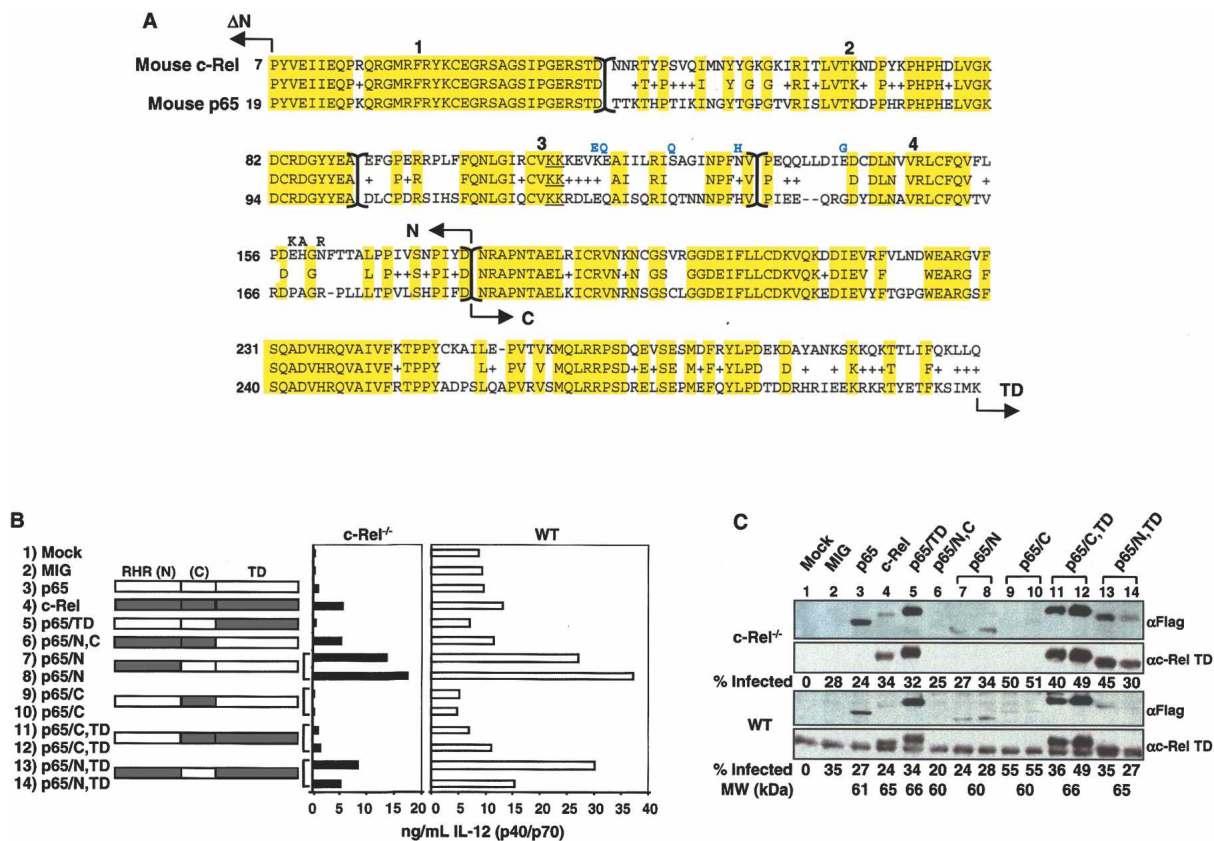 A
ΔN
1
2
Mouse c-Rel 7 PYVEIIEQPRQRGMRFRYKCEGRSAGSIPGERSTDNNRTYPSVQIMNYYGKGKIRITLVTKNDPYKPHPHDLVGK
PYVEIIEQP+QRGMRFRYKCEGRSAGSIPGERSTD +T+P+++I Y G +RI+LVTK+ P++PHPH+LVGK
Mouse p65 19 PYVEIIEQPKQRGMRFRYKCEGRSAGSIPGERSTDTTKTHPTIKINGYTGPGTVRISLVTKDPPHRPHPHELVGK
3 EQ Q H G 4
82 DCRDGYYEAEFGPERRPLFFQNLGIRCVKKKEVKEAIILRISAGINPFNVPEQQLLDIEDCDLNVVRLCFQVFL
DCRDGYYEA+ P+R FQNLGI+CVKK++++ AI RI NPF+V P ++ D DLN VRLCFQV +
94 DCRDGYYEADLCPDRSIHSFQNLGIQCVKKRDLEQAISQRIQTNNNPFHVPIEE--QRGDYDLNAVRLCFQVTV
KA R
N
156 PDEHGNFTTALPPIVSNPIYDNRAPNTAELRICRVNKNCGSVRGGDEIFLLCDKVQKDDIEVRFVLNDWEARGVF
D G L P++S+PI+DNRAPNTAEL+ICRVN+N GS GGDEIFLLCDKVQK+DIEV F WEARG F
166 RDPAGR-PLLLTPVLSHPIFDNRAPNTAELKICRVNRNSGSCLGGDEIFLLCDKVQKEDIEVYFTGPGWEARGSF
C
231 SQADVHRQVAIVFKTPPYCKAILE-PVTVKMQLRRPSDQEVSESMDFRYLPDEKDAYANKSKKQKTTLIFQKLLQ
SQADVHRQVAIVF+TPPY L+ PV V MQLRRPSD+E+SE M+F+YLPD D + +K+++T F+ +++
240 SQADVHRQVAIVFRTPPYADPSLQAPVRVSMQLRRPSDRELSEPMEFQYLPDTDDRHRIEEKRKRTYETFKSIMK
TD
B
c-Rel-/- WT
RHR (N) (C) TD
1) Mock
2) MIG
3) p65
4) c-Rel
5) p65/TD
6) p65/N,C
7) p65/N
8) p65/N
9) p65/C
10) p65/C
11) p65/C,TD
12) p65/C,TD
13) p65/N,TD
14) p65/N,TD
0 5 10 15 20 0 5 10 15 20 25 30 35 40
ng/mL IL-12 (p40/p70)
C
Mock MIG p65 c-Rel p65/TD p65/N,C p65/N p65/C p65/C,TD p65/N,TD
1 2 3 4 5 6 7 8 9 10 11 12 13 14
c-Rel-/-
αFlag
αc-Rel TD
% Infected 0 28 24 34 32 25 27 34 50 51 40 49 45 30
WT
αFlag
αc-Rel TD
% Infected 0 35 27 24 34 20 24 28 55 55 36 49 35 27
MW (kDa) 61 65 66 60 60 60 66 65